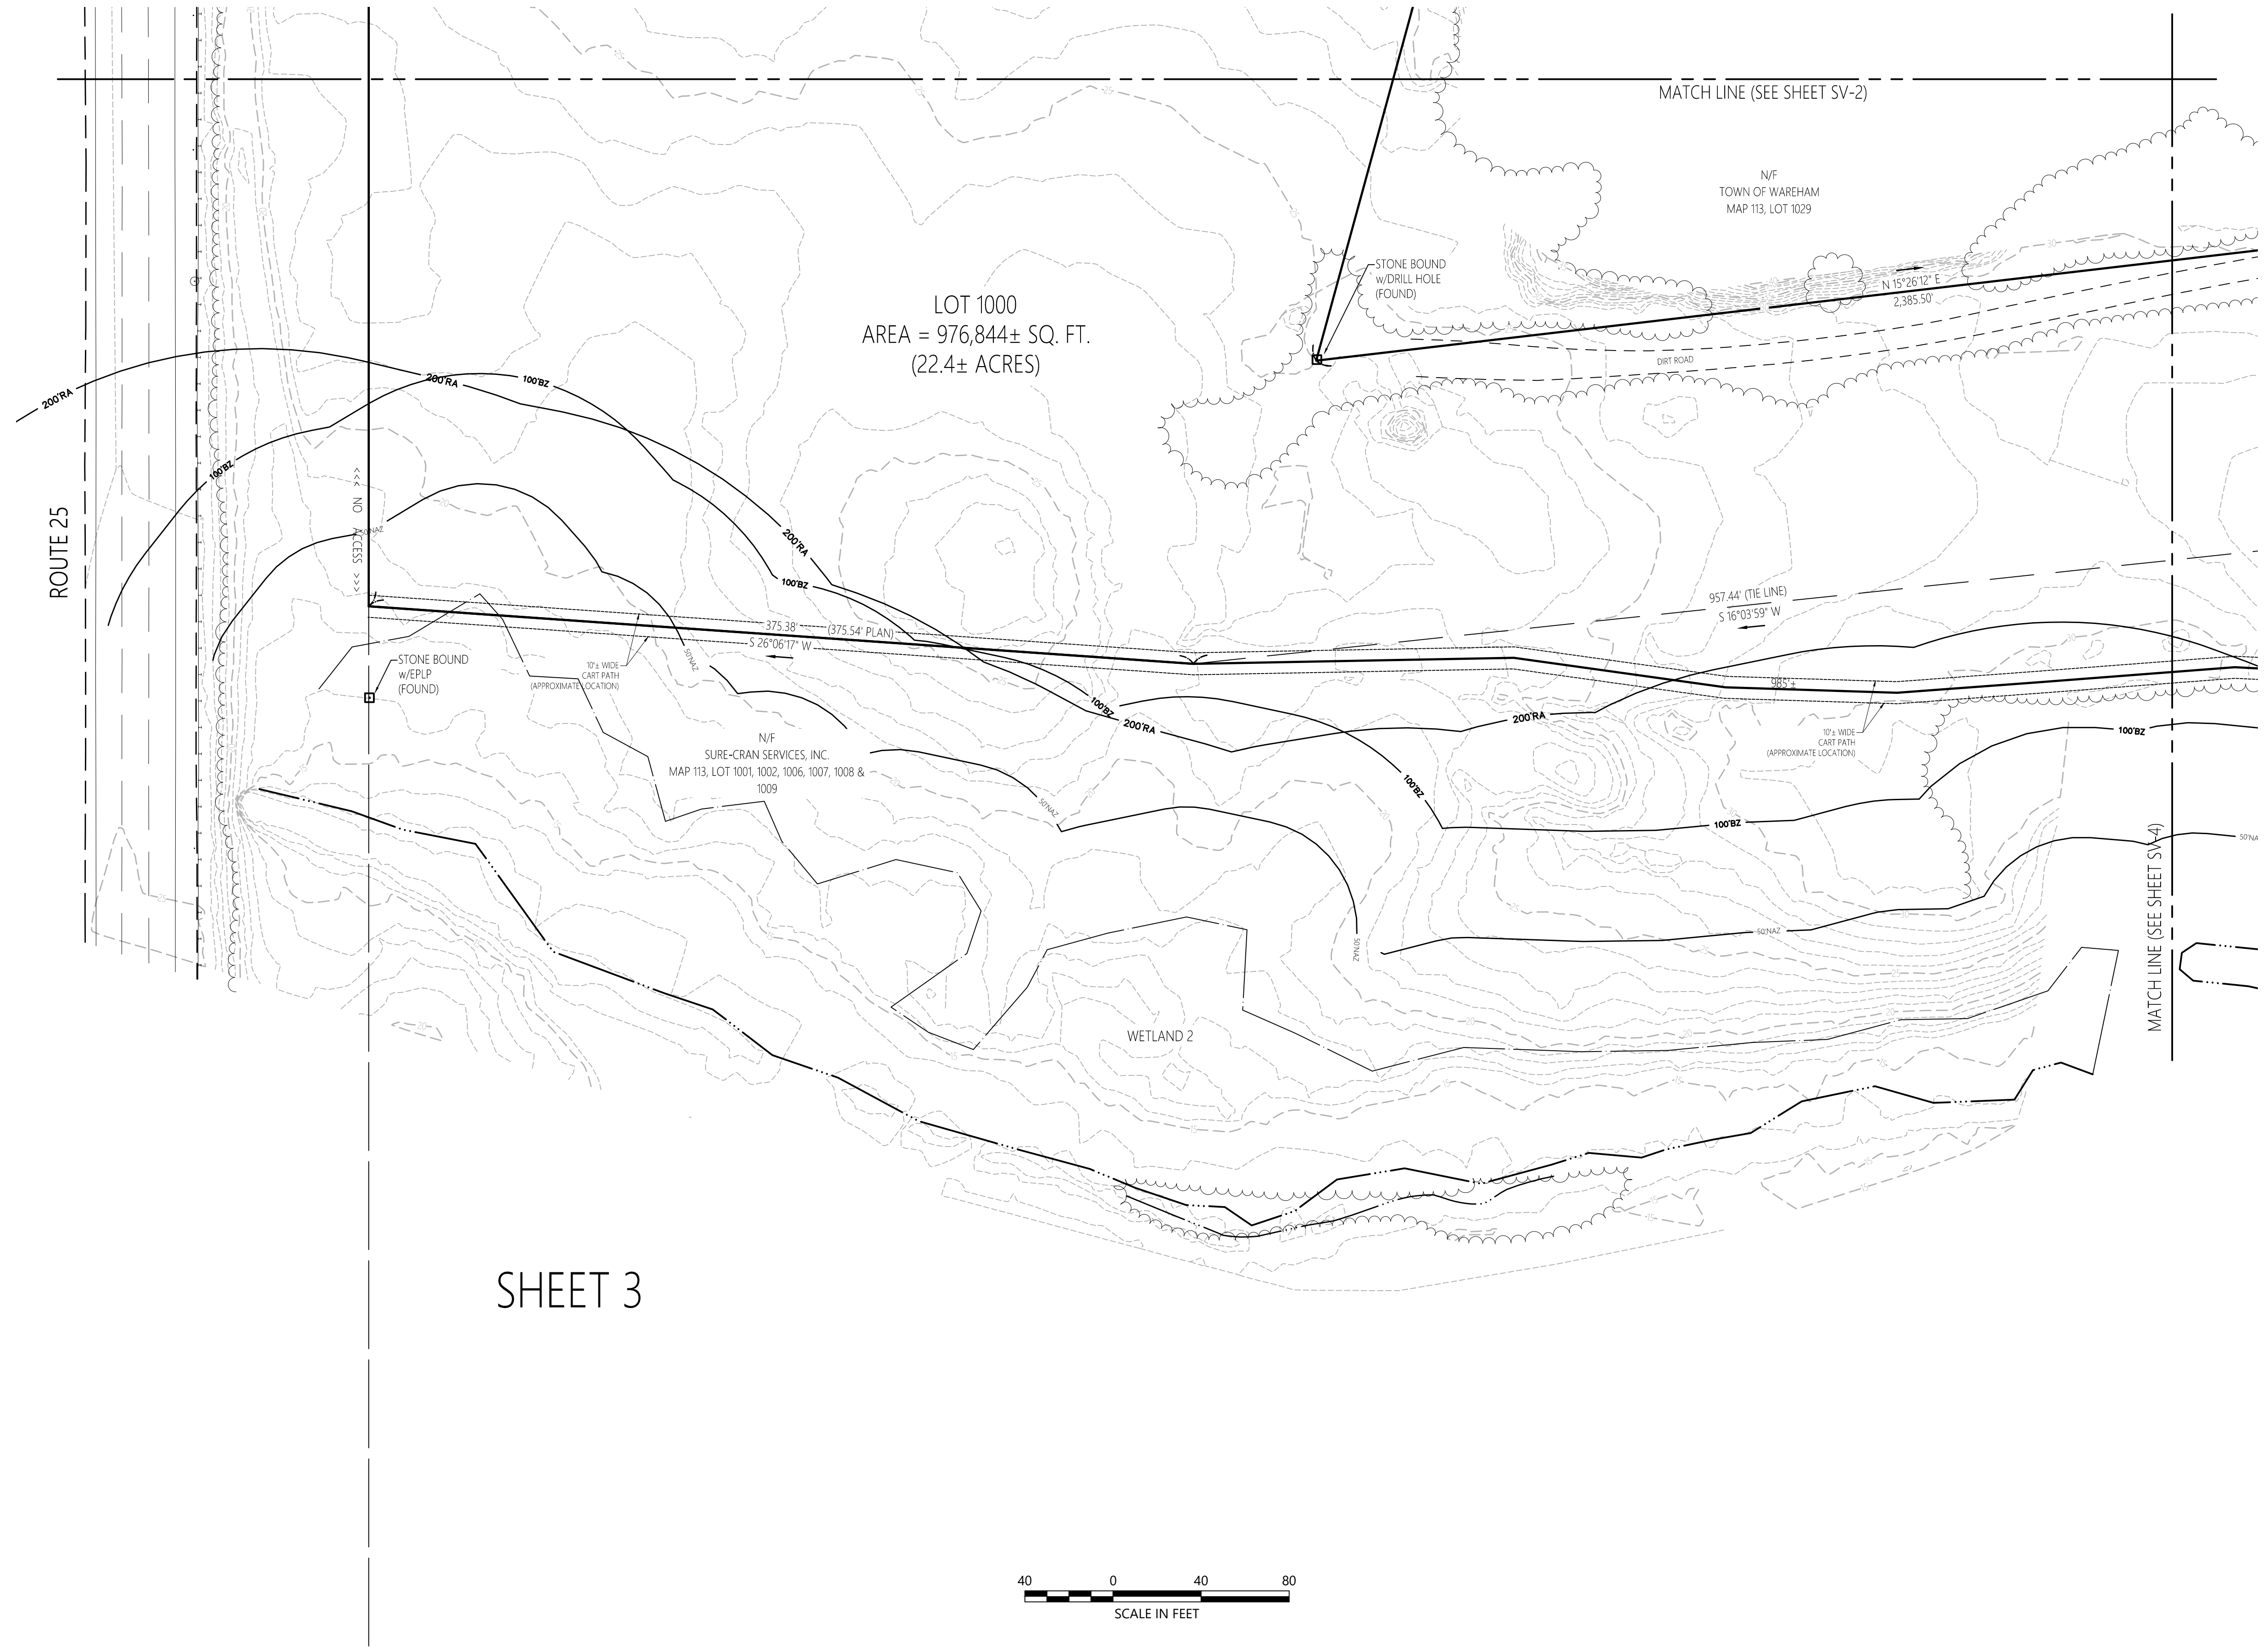 MATCH LINE (SEE SHEET SV-2)
N/F
TOWN OF WAREHAM
MAP 113, LOT 1029
STONE BOUND
w/DRILL HOLE
(FOUND)
N 15°26'12" E
2,385.50'
DIRT ROAD
LOT 1000
AREA = 976,844± SQ. FT.
(22.4± ACRES)
200'RA
200'RA
100'BZ
100'BZ
200'RA
100'BZ
ROUTE 25
<<< NO ACCESS >>>
50'NAZ
957.44' (TIE LINE)
S 16°03'59" W
375.38'
(375.54' PLAN)
S 26°06'17" W
10'± WIDE
CART PATH
(APPROXIMATE LOCATION)
50'NAZ
STONE BOUND
w/EPLP
(FOUND)
985'±
100'BZ
200'RA
200'RA
10'± WIDE
CART PATH
(APPROXIMATE LOCATION)
100'BZ
N/F
SURE-CRAN SERVICES, INC.
MAP 113, LOT 1001, 1002, 1006, 1007, 1008 &
1009
100'BZ
50'NAZ
100'BZ
50'NAZ
50'NAZ
MATCH LINE (SEE SHEET SV-4)
WETLAND 2
SHEET 3
40 0 40 80
SCALE IN FEET